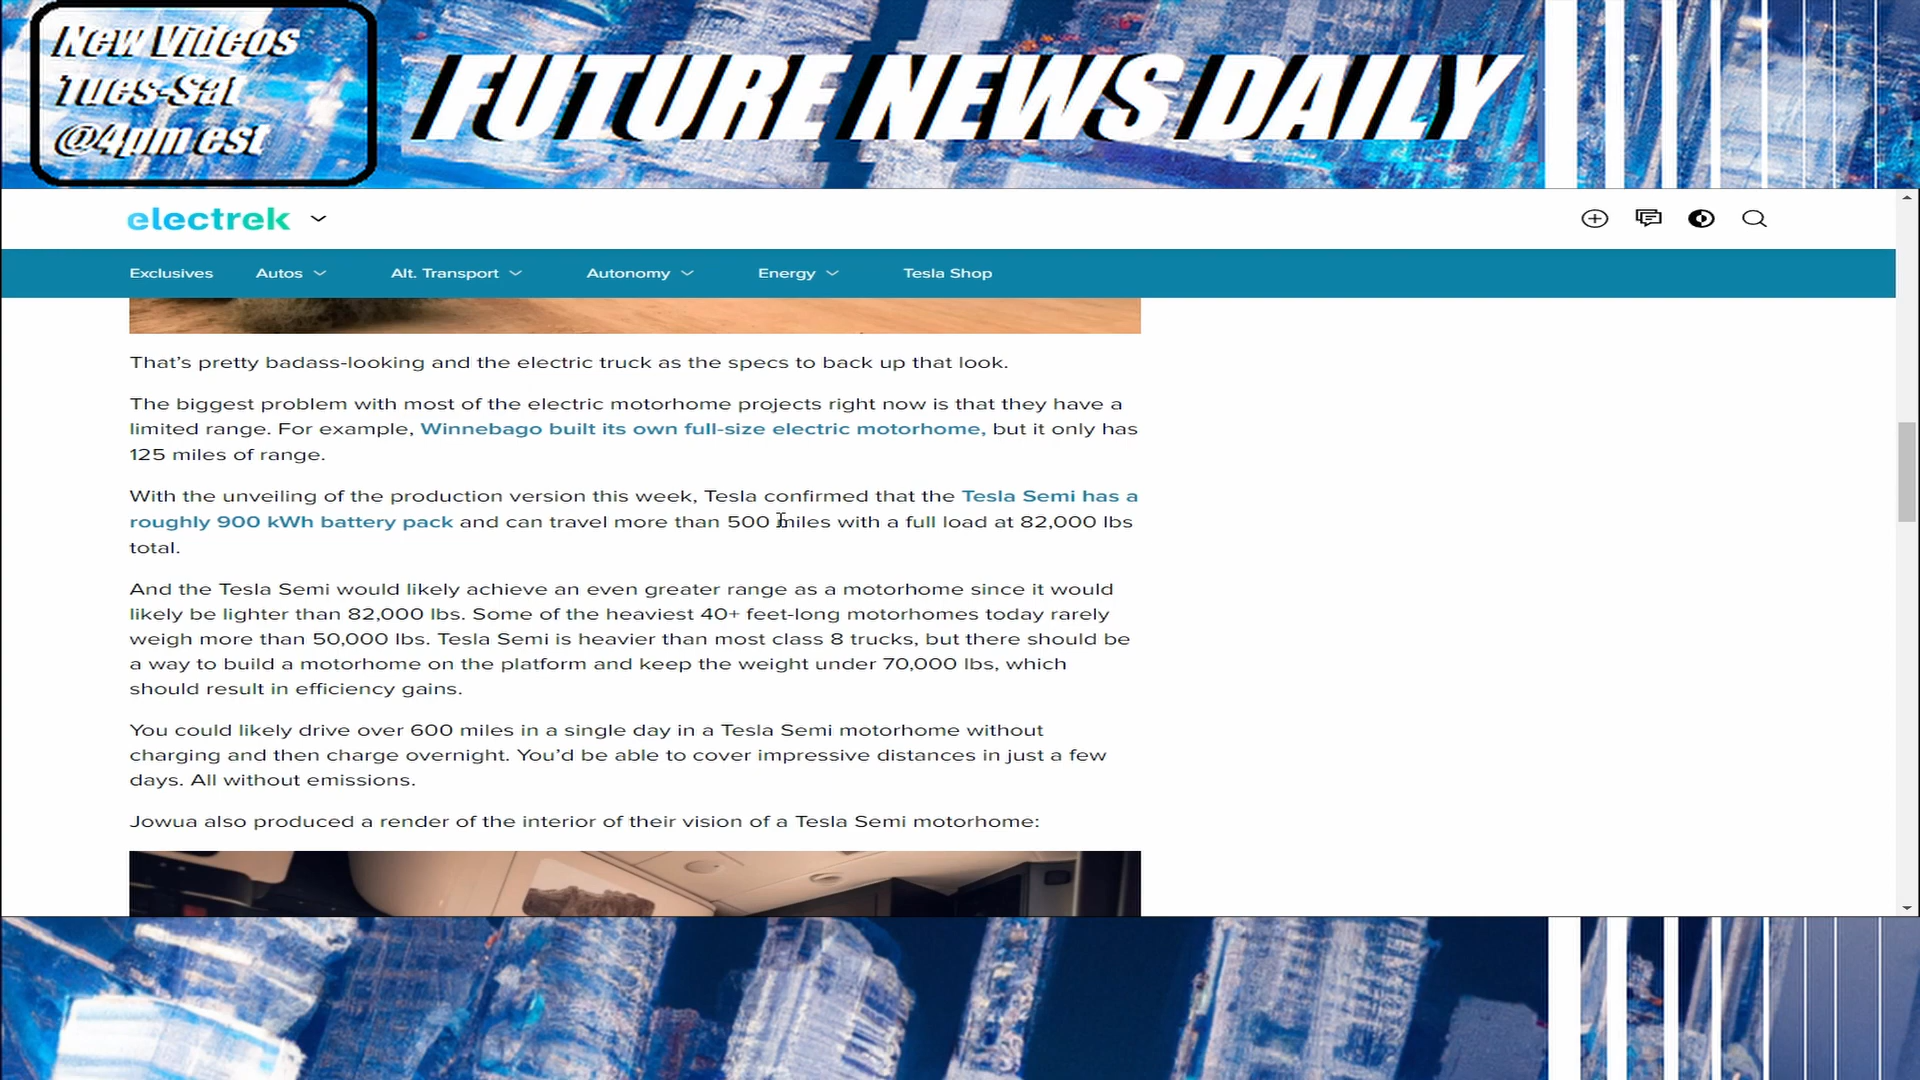 New Videos
Tues-Sat
@4pm est
FUTURE NEWS DAILY
electrek
Exclusives Autos Alt. Transport Autonomy Energy Tesla Shop
That's pretty badass-looking and the electric truck as the specs to back up that look.
The biggest problem with most of the electric motorhome projects right now is that they have a
limited range. For example, Winnebago built its own full-size electric motorhome, but it only has
125 miles of range.
With the unveiling of the production version this week, Tesla confirmed that the Tesla Semi has a
roughly 900 kWh battery pack and can travel more than 500 miles with a full load at 82,000 lbs
total.
And the Tesla Semi would likely achieve an even greater range as a motorhome since it would
likely be lighter than 82,000 lbs. Some of the heaviest 40+ feet-long motorhomes today rarely
weigh more than 50,000 lbs. Tesla Semi is heavier than most class 8 trucks, but there should be
a way to build a motorhome on the platform and keep the weight under 70,000 lbs, which
should result in efficiency gains.
You could likely drive over 600 miles in a single day in a Tesla Semi motorhome without
charging and then charge overnight. You'd be able to cover impressive distances in just a few
days. All without emissions.
Jowua also produced a render of the interior of their vision of a Tesla Semi motorhome: